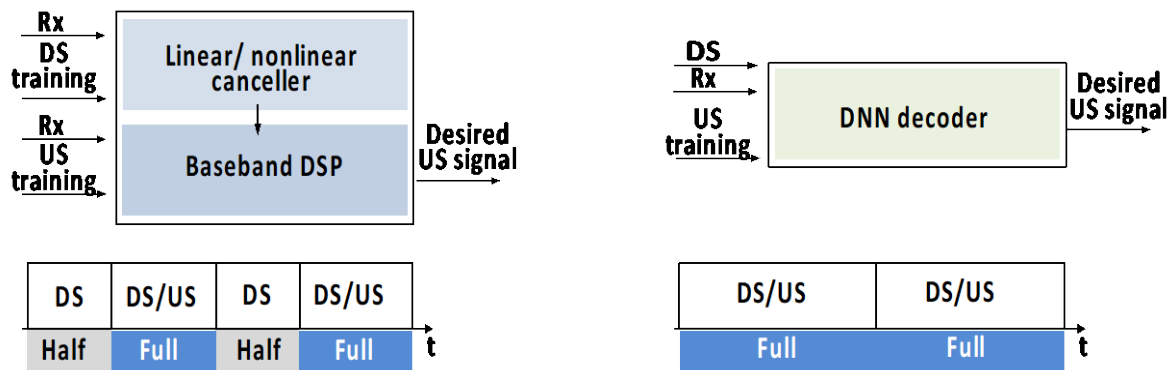 Rx
DS
training
Rx
US
training
Linear/ nonlinear
canceller
Baseband DSP
Desired
US signal
DS
Rx
US
training
DNN decoder
Desired
US signal
DS DS/US DS DS/US
Half Full Half Full t
DS/US DS/US
Full Full t